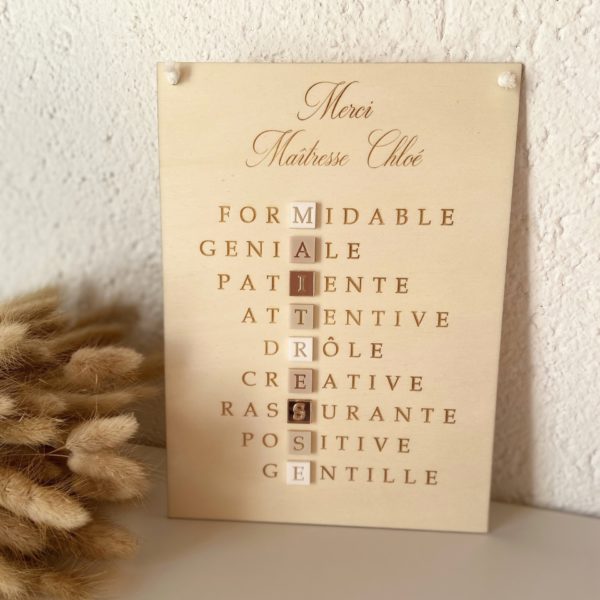 Merci
Maîtresse Chloé
FORMIDABLE
GENIALE
PATIENTE
ATTENTIVE
DRÔLE
CREATIVE
RASSURANTE
POSITIVE
GENTILLE